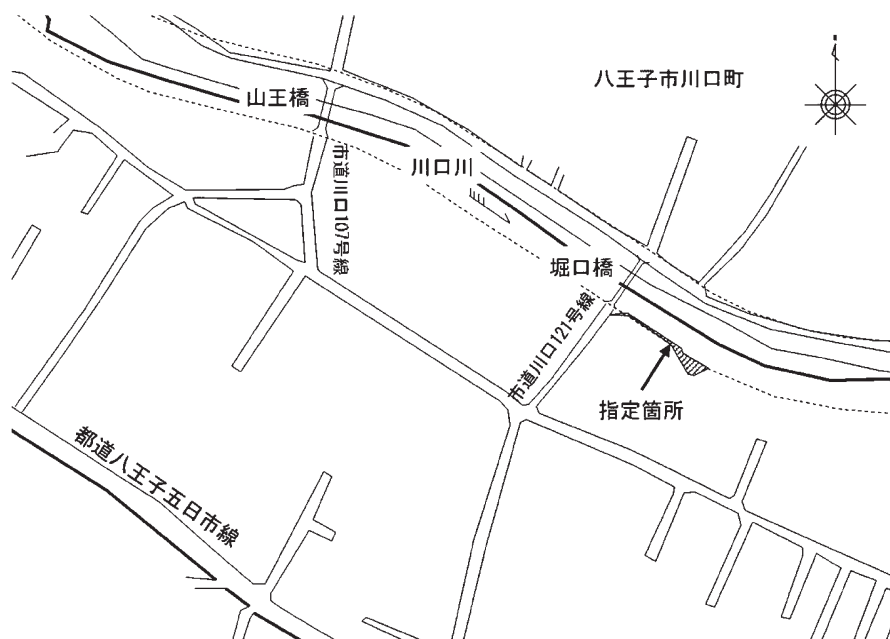 八王子市川口町
山王橋
川口川
市道川口107号線
堀口橋
市道川口121号線
指定箇所
都道八王子五日市線